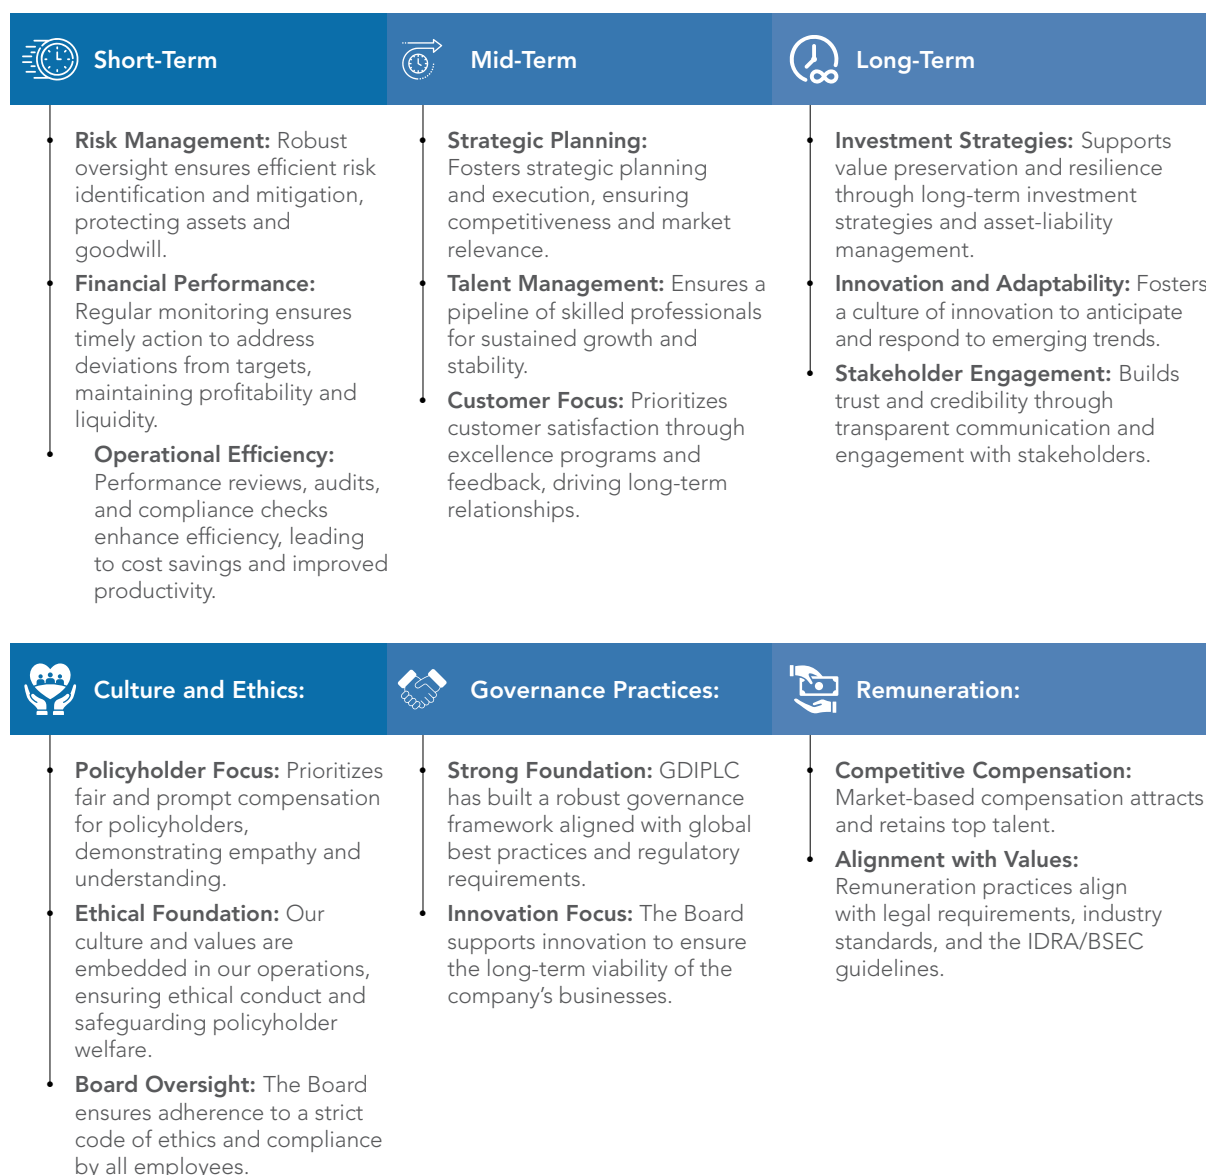 Short-Term
Risk Management: Robust
oversight ensures efficient risk
identification and mitigation,
protecting assets and
goodwill.
Financial Performance:
Regular monitoring ensures
timely action to address
deviations from targets,
maintaining profitability and
liquidity.
Operational Efficiency:
Performance reviews, audits,
and compliance checks
enhance efficiency, leading
to cost savings and improved
productivity.
Mid-Term
Strategic Planning:
Fosters strategic planning
and execution, ensuring
competitiveness and market
relevance.
Talent Management: Ensures a
pipeline of skilled professionals
for sustained growth and
stability.
Customer Focus: Prioritizes
customer satisfaction through
excellence programs and
feedback, driving long-term
relationships.
Long-Term
Investment Strategies: Supports
value preservation and resilience
through long-term investment
strategies and asset-liability
management.
Innovation and Adaptability: Fosters
a culture of innovation to anticipate
and respond to emerging trends.
Stakeholder Engagement: Builds
trust and credibility through
transparent communication and
engagement with stakeholders.
Culture and Ethics:
Policyholder Focus: Prioritizes
fair and prompt compensation
for policyholders,
demonstrating empathy and
understanding.
Ethical Foundation: Our
culture and values are
embedded in our operations,
ensuring ethical conduct and
safeguarding policyholder
welfare.
Board Oversight: The Board
ensures adherence to a strict
code of ethics and compliance
by all employees.
Governance Practices:
Strong Foundation: GDIPLC
has built a robust governance
framework aligned with global
best practices and regulatory
requirements.
Innovation Focus: The Board
supports innovation to ensure
the long-term viability of the
company’s businesses.
Remuneration:
Competitive Compensation:
Market-based compensation attracts
and retains top talent.
Alignment with Values:
Remuneration practices align
with legal requirements, industry
standards, and the IDRA/BSEC
guidelines.